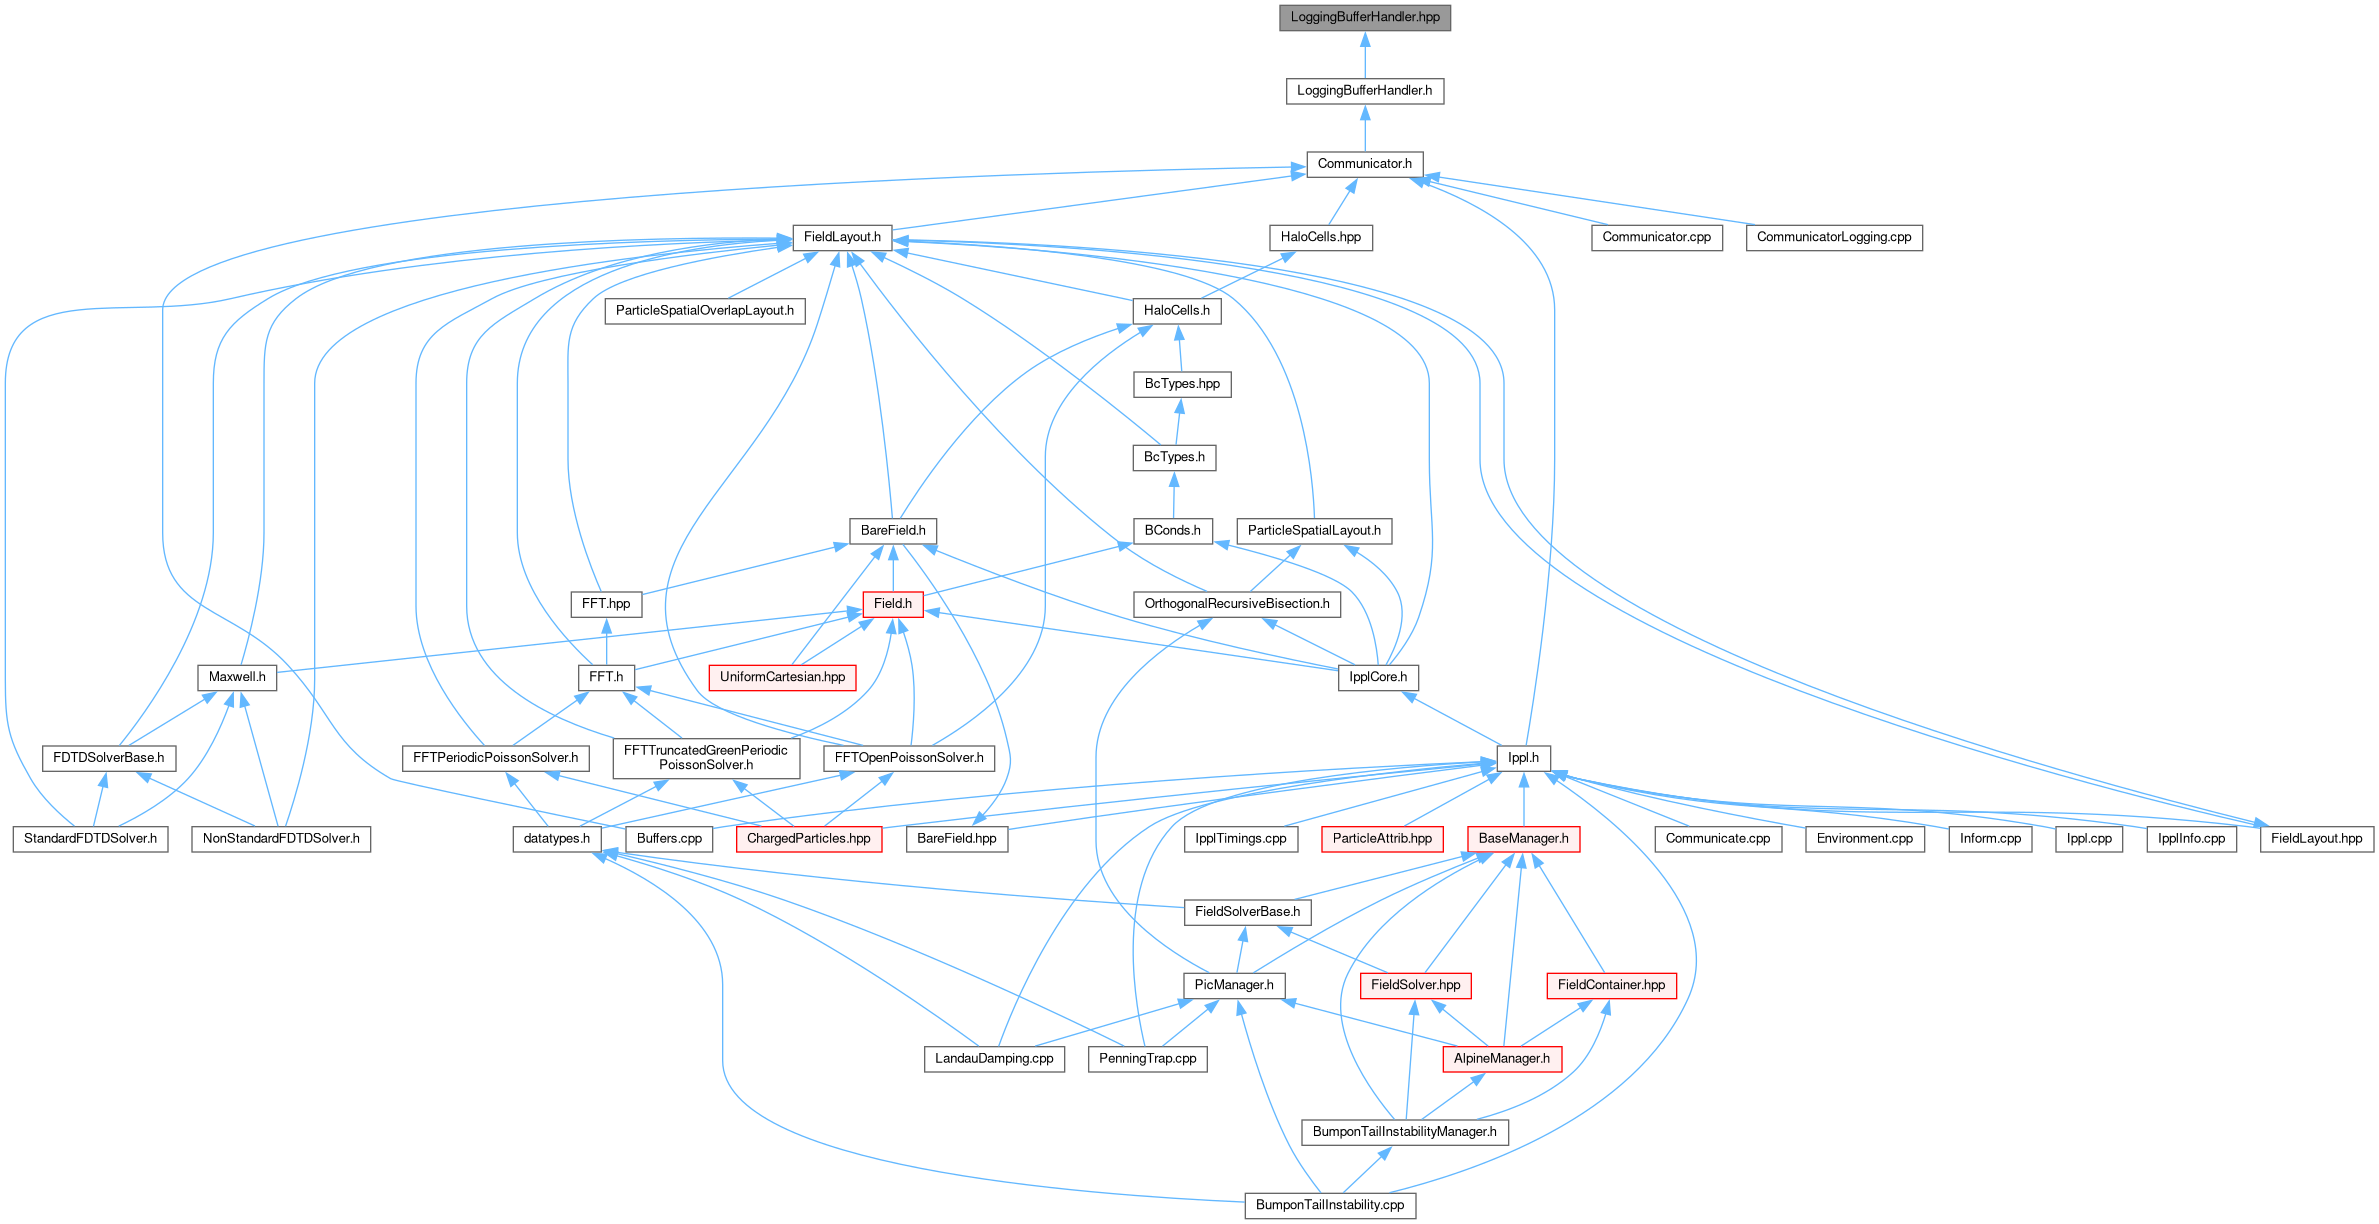 LoggingBufferHandler.hpp
LoggingBufferHandler.h
Communicator.h
FieldLayout.h
HaloCells.hpp
Communicator.cpp
CommunicatorLogging.cpp
ParticleSpatialOverlapLayout.h
HaloCells.h
BcTypes.hpp
BcTypes.h
BareField.h
BConds.h
ParticleSpatialLayout.h
FFT.hpp
Field.h
OrthogonalRecursiveBisection.h
Maxwell.h
FFT.h
UniformCartesian.hpp
IpplCore.h
FDTDSolverBase.h
FFTPeriodicPoissonSolver.h
FFTTruncatedGreenPeriodic
PoissonSolver.h
FFTOpenPoissonSolver.h
Ippl.h
StandardFDTDSolver.h
NonStandardFDTDSolver.h
datatypes.h
Buffers.cpp
ChargedParticles.hpp
BareField.hpp
IpplTimings.cpp
ParticleAttrib.hpp
BaseManager.h
Communicate.cpp
Environment.cpp
Inform.cpp
Ippl.cpp
IpplInfo.cpp
FieldLayout.hpp
FieldSolverBase.h
PicManager.h
FieldSolver.hpp
FieldContainer.hpp
LandauDamping.cpp
PenningTrap.cpp
AlpineManager.h
BumponTailInstabilityManager.h
BumponTailInstability.cpp